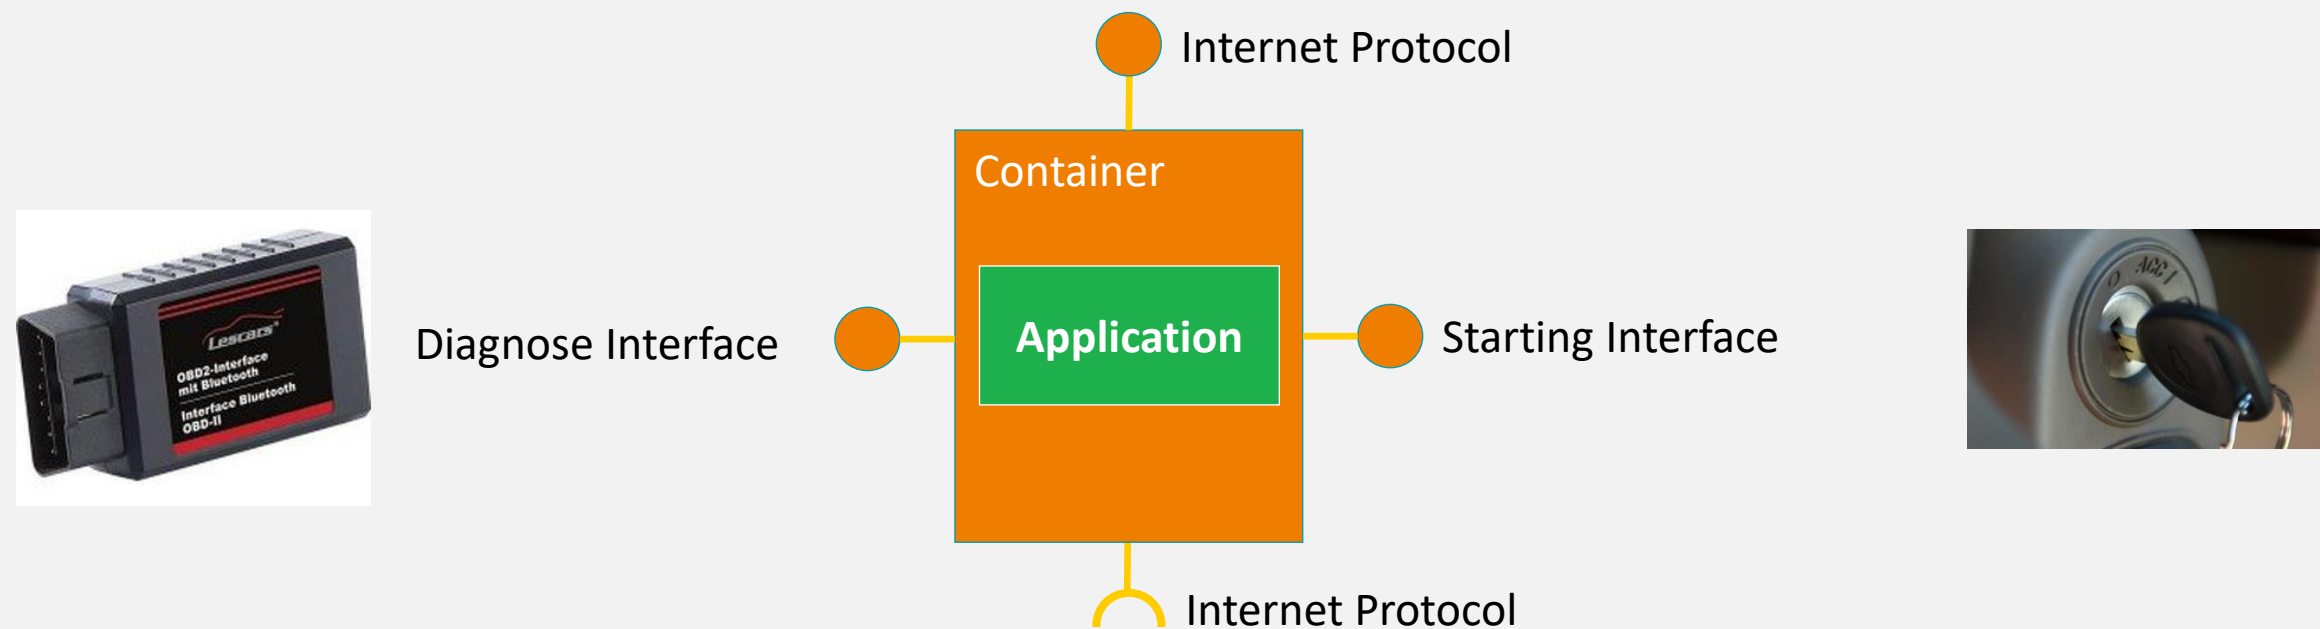 Internet Protocol
Container
Application
Diagnose Interface
Starting Interface
Internet Protocol
Lescars
OBD2-Interface
mit Bluetooth
Interface Bluetooth
OBD-II
O ACC I